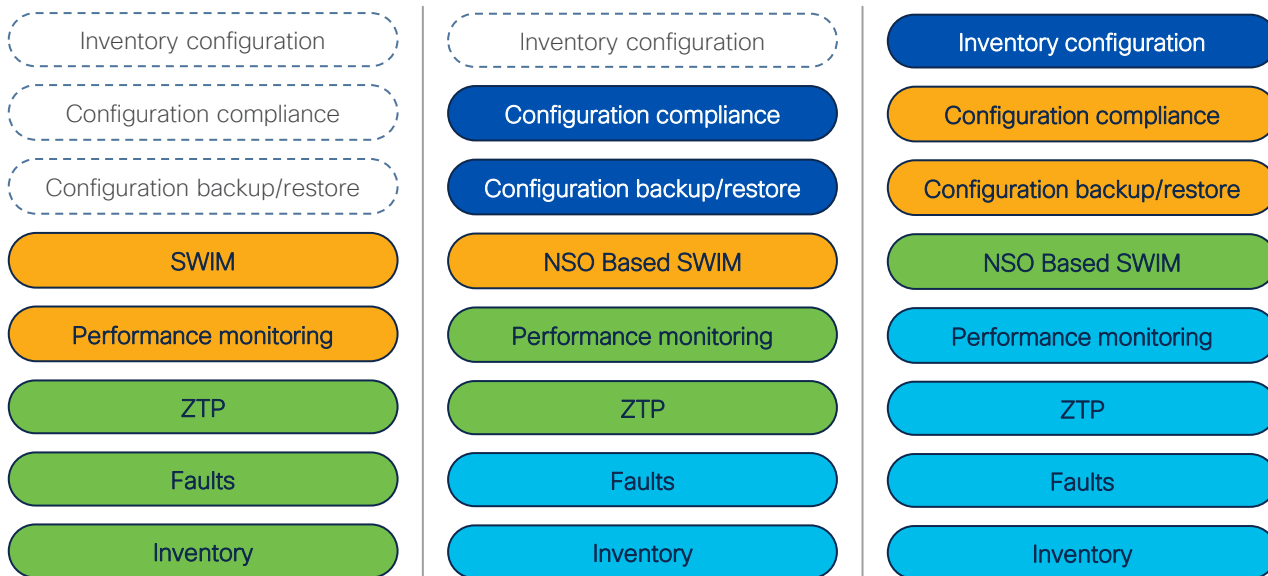 Inventory configuration
Configuration compliance
Configuration backup/restore
SWIM
Performance monitoring
ZTP
Faults
Inventory
Inventory configuration
Configuration compliance
Configuration backup/restore
NSO Based SWIM
Performance monitoring
ZTP
Faults
Inventory
Inventory configuration
Configuration compliance
Configuration backup/restore
NSO Based SWIM
Performance monitoring
ZTP
Faults
Inventory